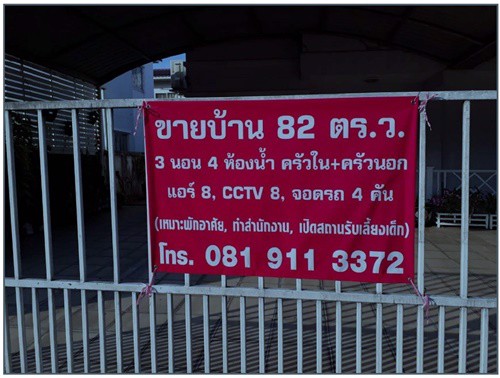 ขายบ้าน 82 ตร.ว.
3 นอน 4 ห้องน้ำ ครัวใน+ครัวนอก
แอร์ 8, CCTV 8, จอดรถ 4 คัน
(เหมาะพักอาศัย, ทำสำนักงาน, เปิดสถานรับเลี้ยงเด็ก)
โทร. 081 911 3372